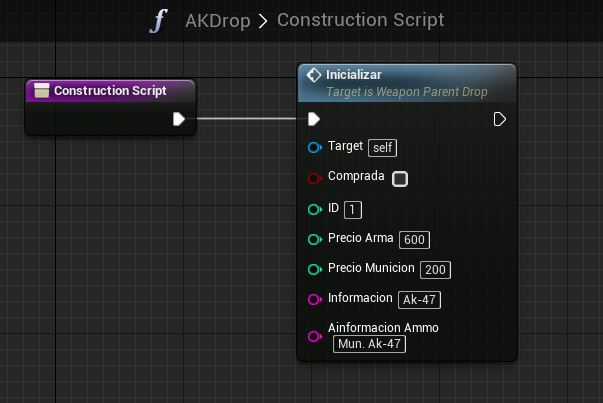 f AKDrop > Construction Script
Construction Script
Inicializar
Target is Weapon Parent Drop
Target self
Comprada
ID 1
Precio Arma 600
Precio Municion 200
Informacion Ak-47
Ainformacion Ammo
Mun. Ak-47